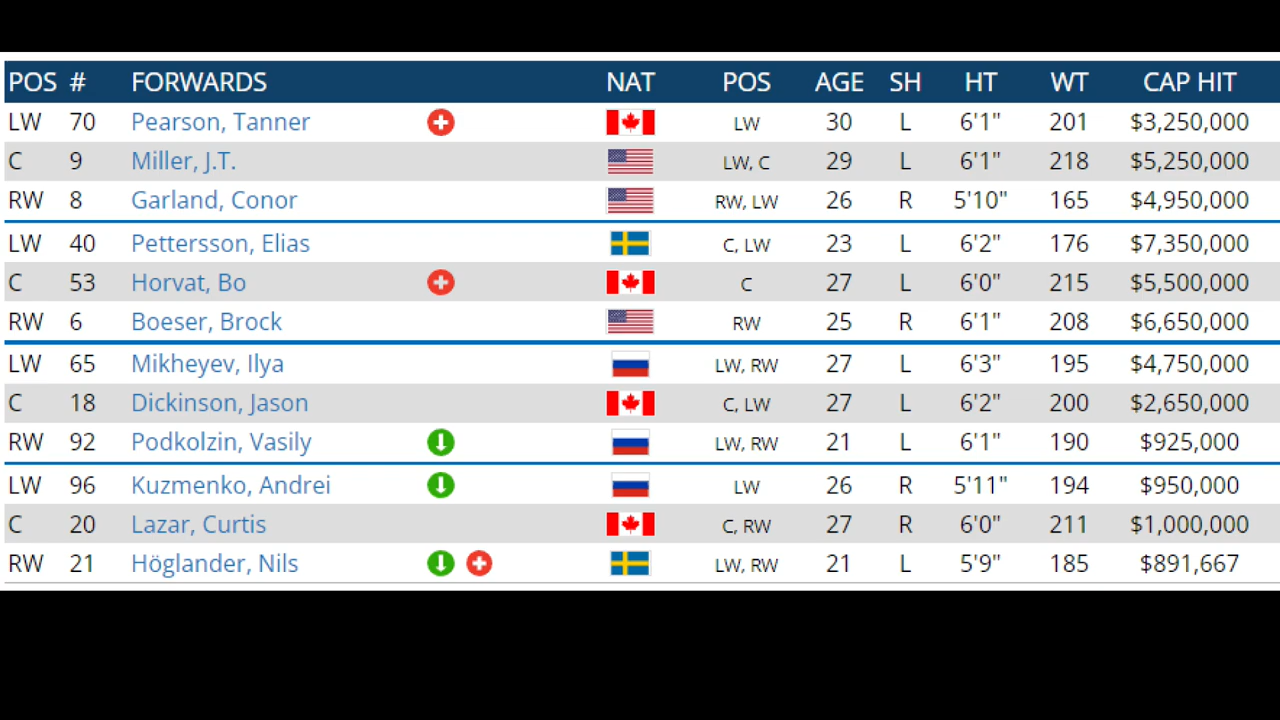 POS # FORWARDS NAT POS AGE SH HT WT CAP HIT
LW 70 Pearson, Tanner LW 30 L 6'1" 201 $3,250,000
C 9 Miller, J.T. LW, C 29 L 6'1" 218 $5,250,000
RW 8 Garland, Conor RW, LW 26 R 5'10" 165 $4,950,000
LW 40 Pettersson, Elias C, LW 23 L 6'2" 176 $7,350,000
C 53 Horvat, Bo C 27 L 6'0" 215 $5,500,000
RW 6 Boeser, Brock RW 25 R 6'1" 208 $6,650,000
LW 65 Mikheyev, Ilya LW, RW 27 L 6'3" 195 $4,750,000
C 18 Dickinson, Jason C, LW 27 L 6'2" 200 $2,650,000
RW 92 Podkolzin, Vasily LW, RW 21 L 6'1" 190 $925,000
LW 96 Kuzmenko, Andrei LW 26 R 5'11" 194 $950,000
C 20 Lazar, Curtis C, RW 27 R 6'0" 211 $1,000,000
RW 21 Höglander, Nils LW, RW 21 L 5'9" 185 $891,667